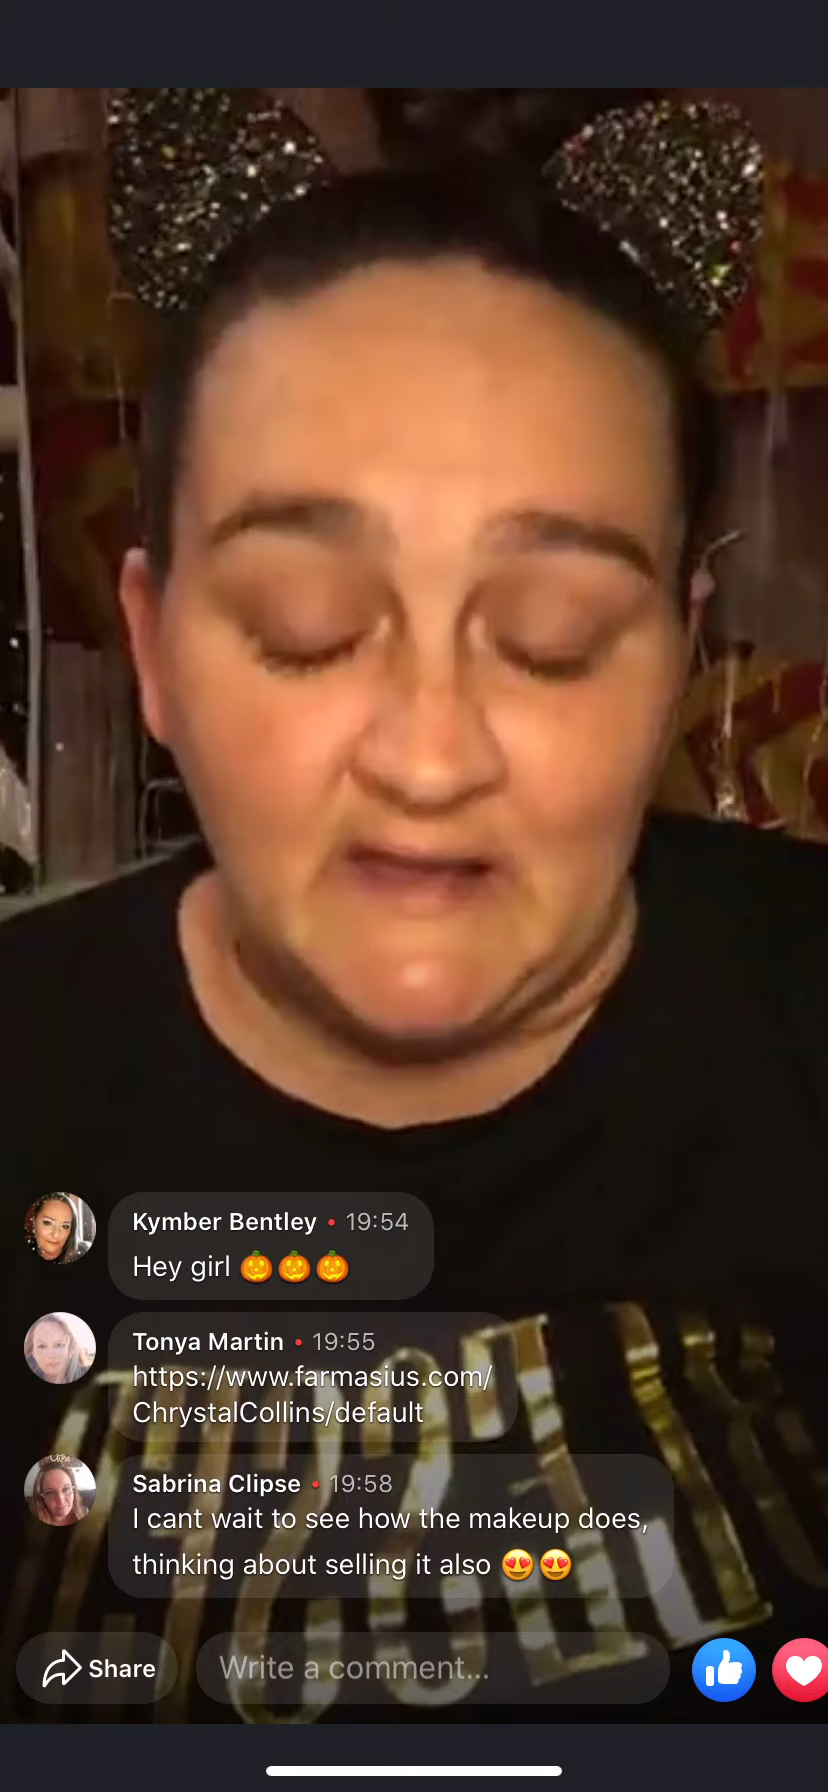 Kymber Bentley • 19:54
Hey girl 🎃🎃🎃
Tonya Martin • 19:55
https://www.farmasius.com/
ChrystalCollins/default
Clipse
Sabrina Clipse • 19:58
I cant wait to see how the makeup does,
thinking about selling it also 😍😍
Share
Write a comment...